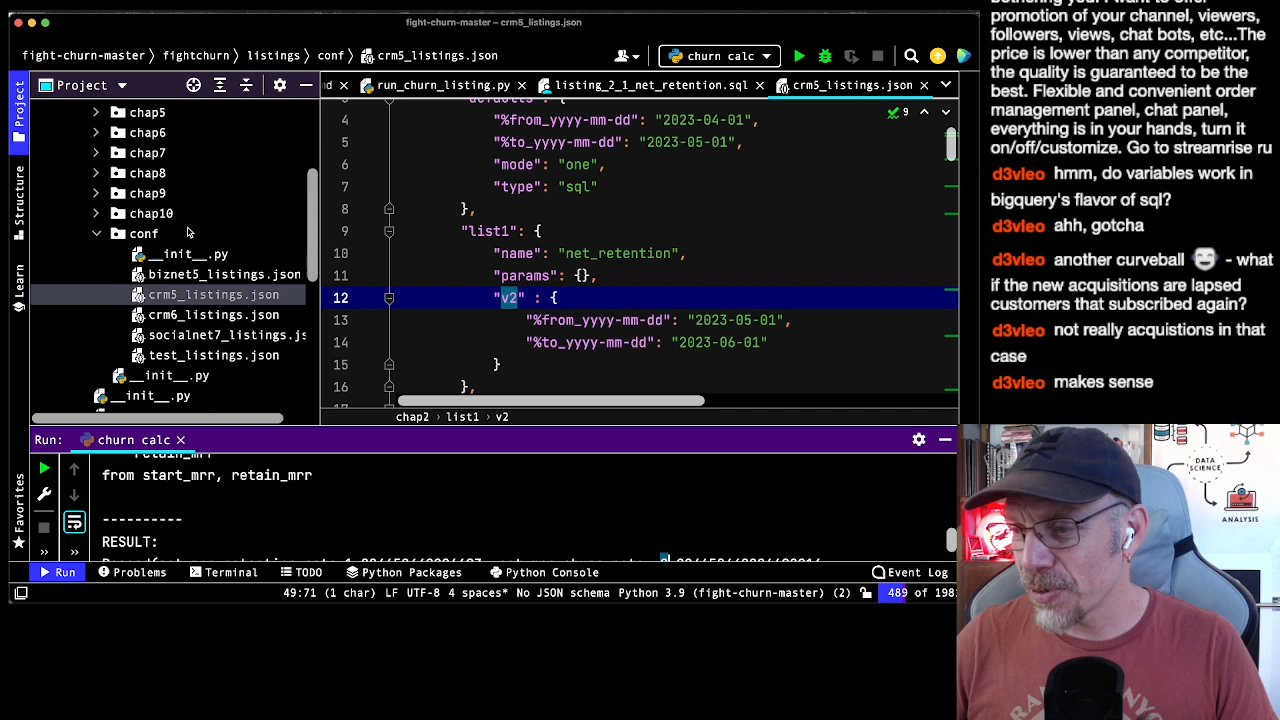 fight-churn-master – crm5_listings.json
fight-churn-master
fightchurn
listings
conf
crm5_listings.json
churn calc
Project
run_churn_listing.py
listing_2_1_net_retention.sql
crm5_listings.json
Project
Structure
Learn
Favorites
chap5
chap6
chap7
chap8
chap9
chap10
conf
__init__.py
biznet5_listings.json
crm5_listings.json
crm6_listings.json
socialnet7_listings.js
test_listings.json
__init__.py
__init__.py
4 "%from_yyyy-mm-dd": "2023-04-01",
5 "%to_yyyy-mm-dd": "2023-05-01",
6 "mode": "one",
7 "type": "sql"
8 },
9 "list1": {
10 "name": "net_retention",
11 "params": {},
12 "v2" : {
13 "%from_yyyy-mm-dd": "2023-05-01",
14 "%to_yyyy-mm-dd": "2023-06-01"
15 }
16 },
9
chap2 › list1 › v2
Run: churn calc
from start_mrr, retain_mrr
----------
RESULT:
Run Problems Terminal TODO Python Packages Python Console Event Log
49:71 (1 char) LF UTF-8 4 spaces* No JSON schema Python 3.9 (fight-churn-master) (2) 489 of 1981
promotion of your channel, viewers,
followers, views, chat bots, etc...The
price is lower than any competitor,
the quality is guaranteed to be the
best. Flexible and convenient order
management panel, chat panel,
everything is in your hands, turn it
on/off/customize. Go to streamrise ru
d3vleo hmm, do variables work in
bigquery's flavor of sql?
d3vleo ahh, gotcha
d3vleo another curveball - what
if the new acquisitions are lapsed
customers that subscribed again?
d3vleo not really acquistions in that
case
d3vleo makes sense
DATA
SCIENCE
ANALYSIS